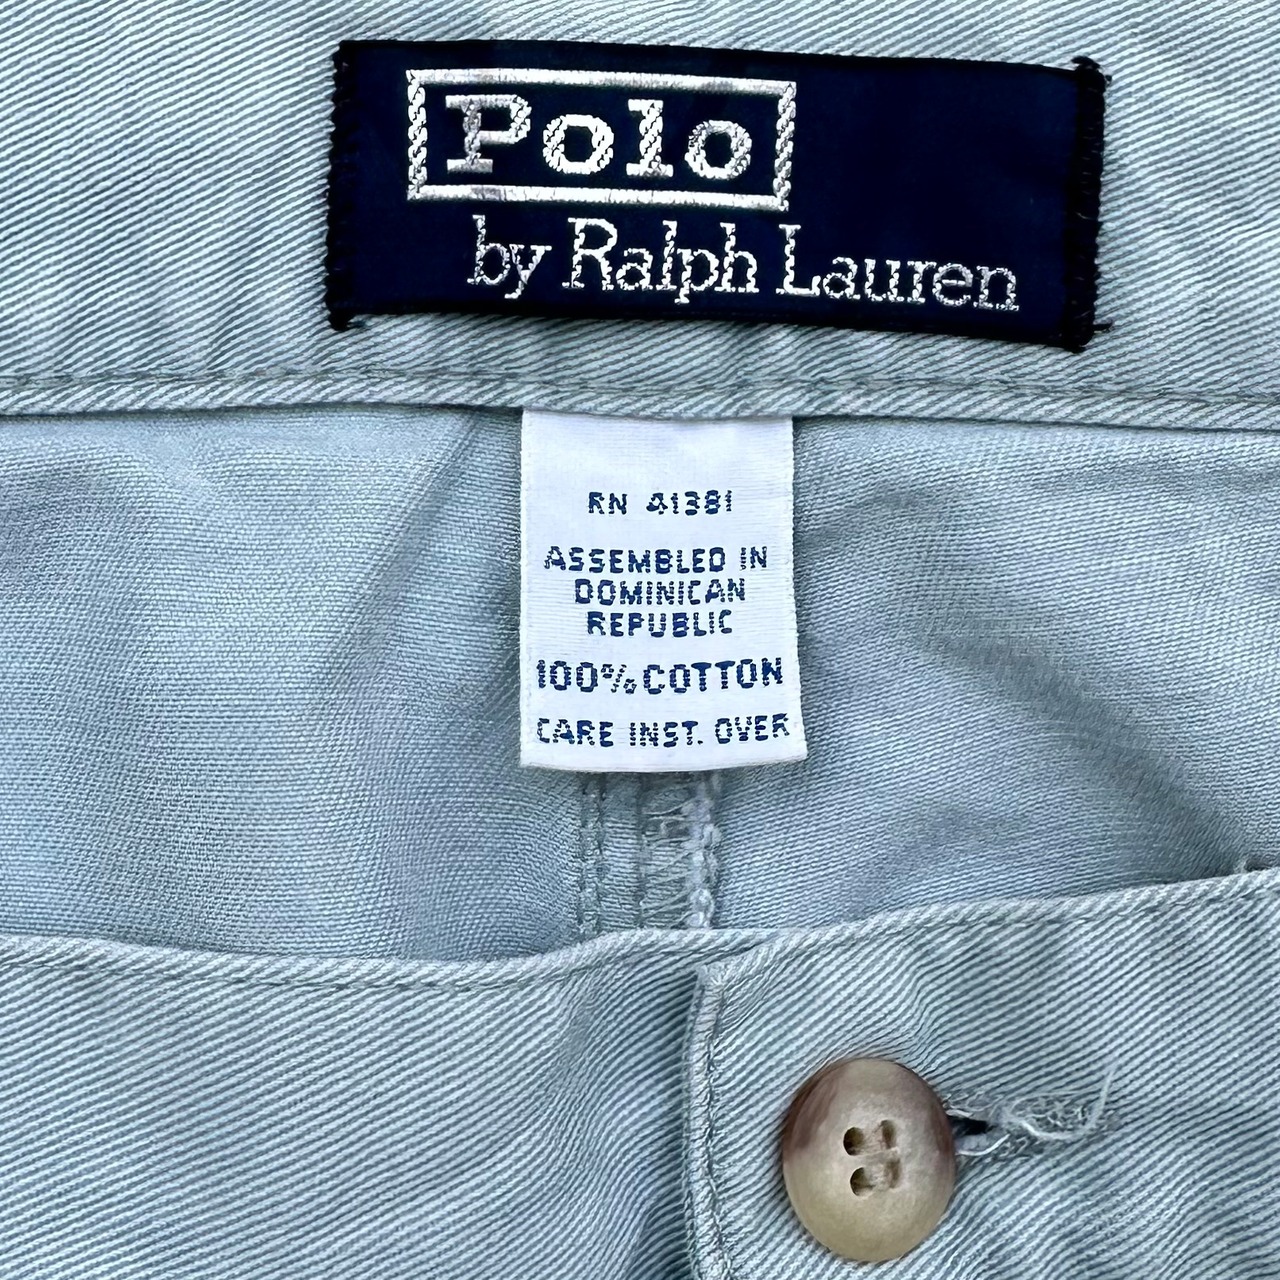 Polo
by Ralph Lauren
RN 41381
ASSEMBLED IN
DOMINICAN
REPUBLIC
100% COTTON
CARE INST. OVER